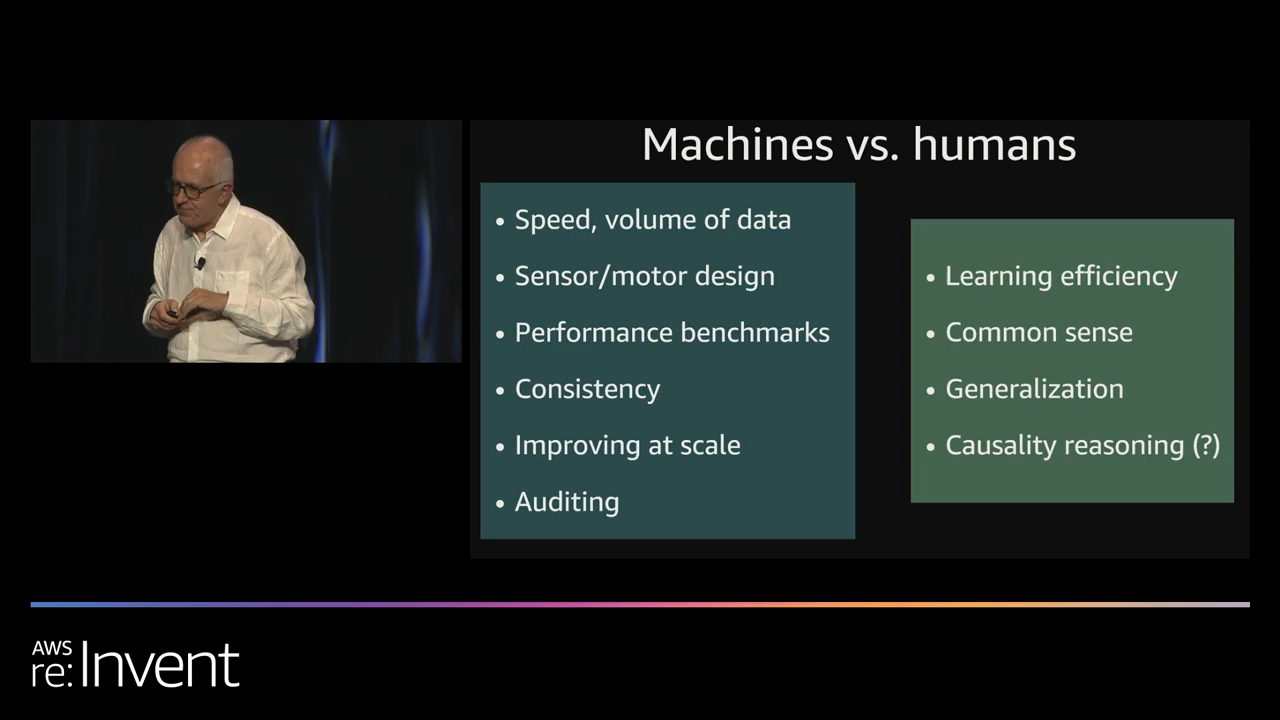 Machines vs. humans
• Speed, volume of data
• Sensor/motor design
• Performance benchmarks
• Consistency
• Improving at scale
• Auditing
• Learning efficiency
• Common sense
• Generalization
• Causality reasoning (?)
AWS
re:Invent